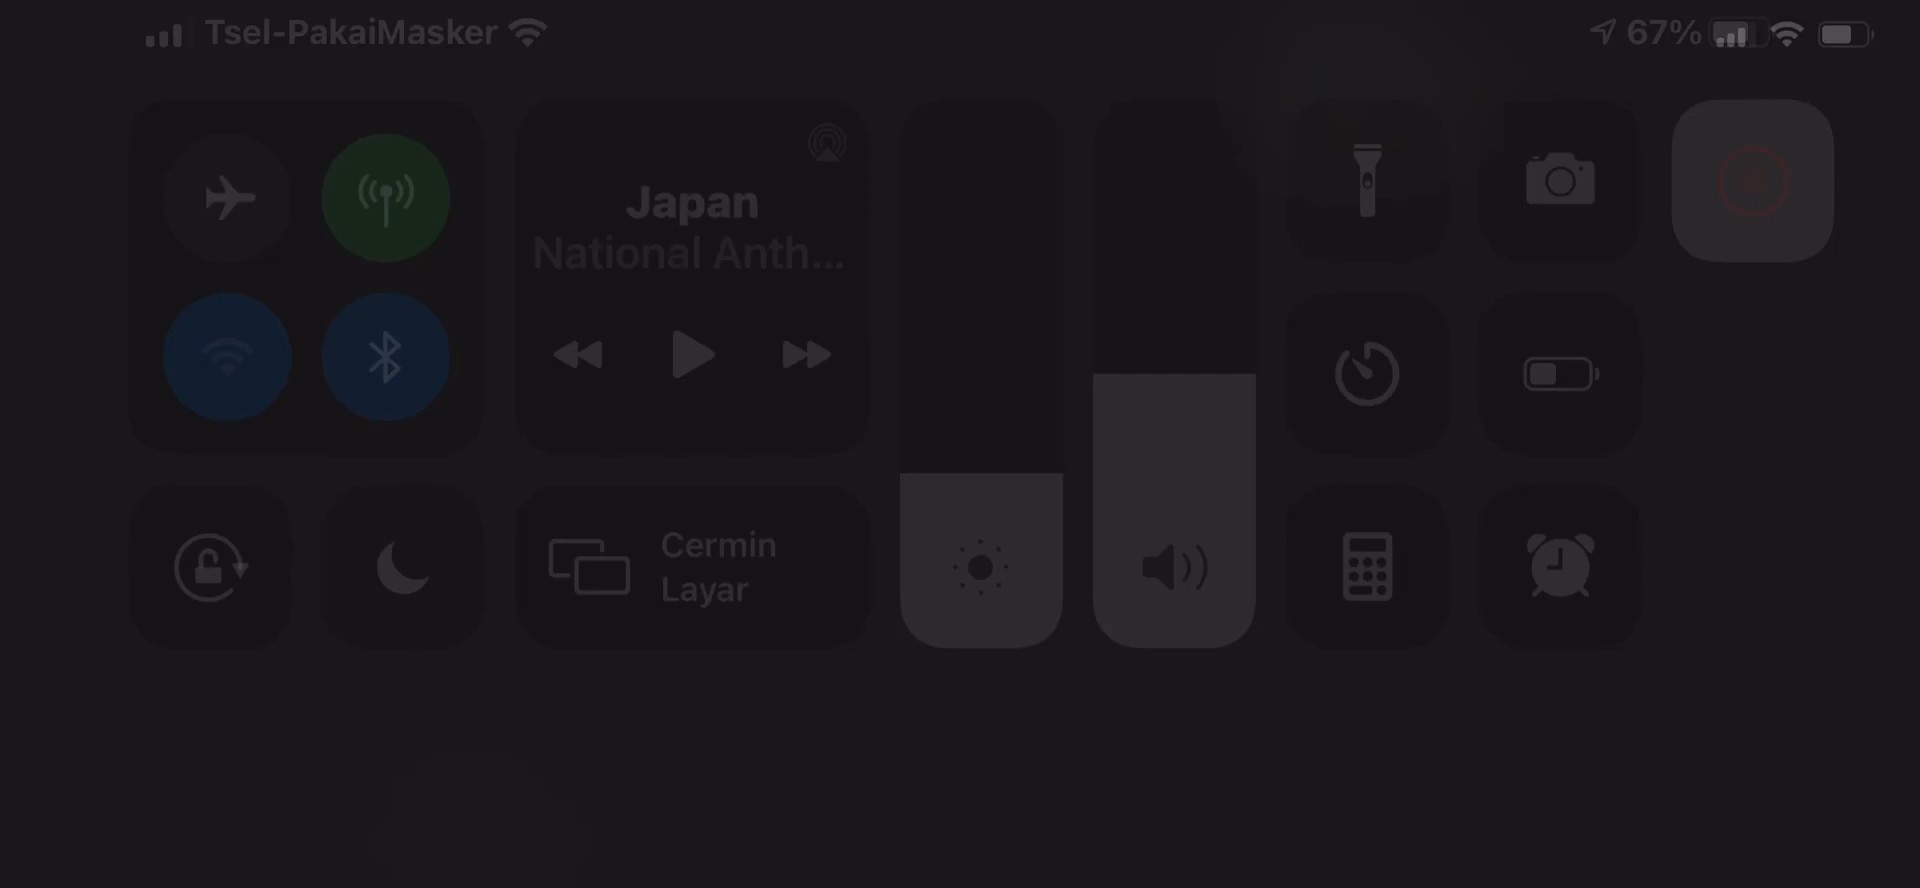 Tsel-PakaiMasker
67%
Japan
National Anth...
Cermin
Layar